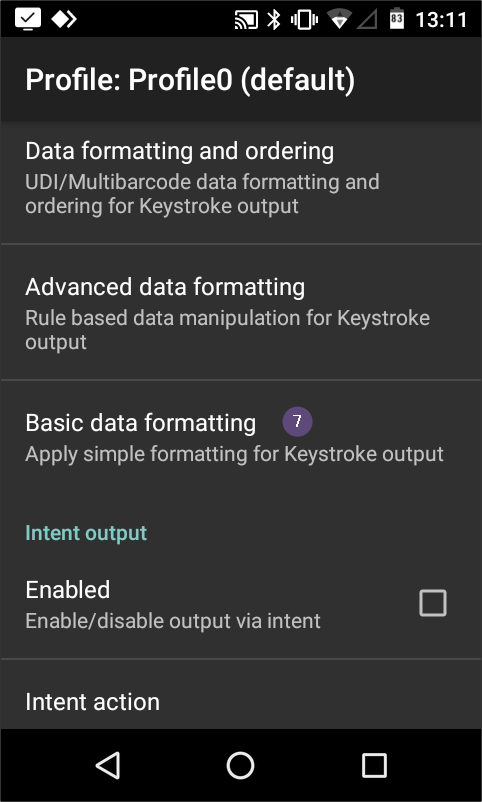 83 13:11
Profile: Profile0 (default)
Data formatting and ordering
UDI/Multibarcode data formatting and
ordering for Keystroke output
Advanced data formatting
Rule based data manipulation for Keystroke
output
Basic data formatting 7
Apply simple formatting for Keystroke output
Intent output
Enabled
Enable/disable output via intent
Intent action